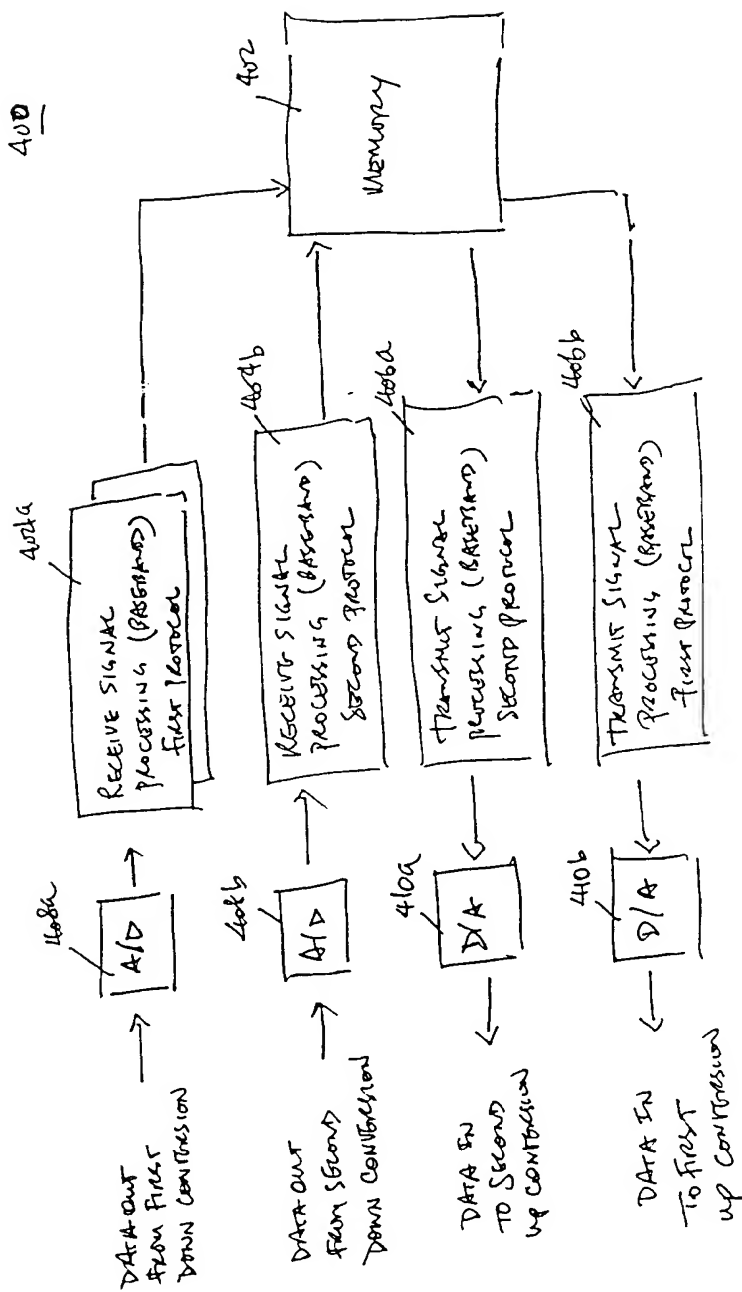 400
DATA OUT
FROM FIRST
DOWN CONVERSION
408a
A/D
404a
RECEIVE SIGNAL
PROCESSING (BASEBAND)
FIRST PROTOCOL
402
MEMORY
DATA OUT
FROM SECOND
DOWN CONVERSION
408b
A/D
404b
RECEIVE SIGNAL
PROCESSING (BASEBAND)
SECOND PROTOCOL
DATA IN
TO SECOND
UP CONVERSION
410a
D/A
406a
TRANSMIT SIGNAL
PROCESSING (BASEBAND)
SECOND PROTOCOL
DATA IN
TO FIRST
UP CONVERSION
410b
D/A
406b
TRANSMIT SIGNAL
PROCESSING (BASEBAND)
FIRST PROTOCOL